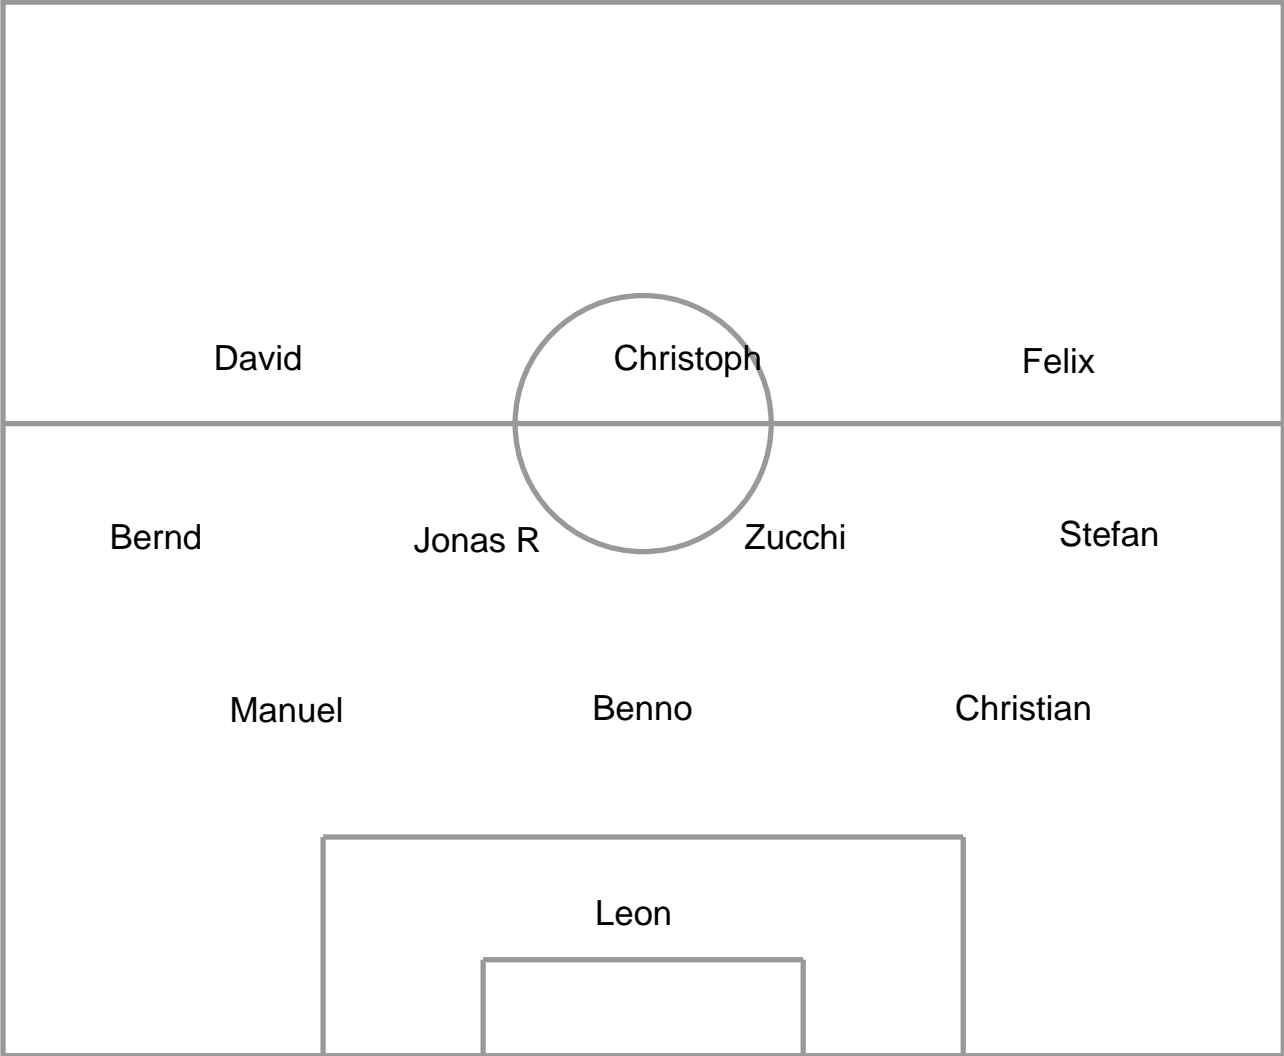 David Christoph Felix
Bernd Jonas R Zucchi Stefan
Manuel Benno Christian
Leon